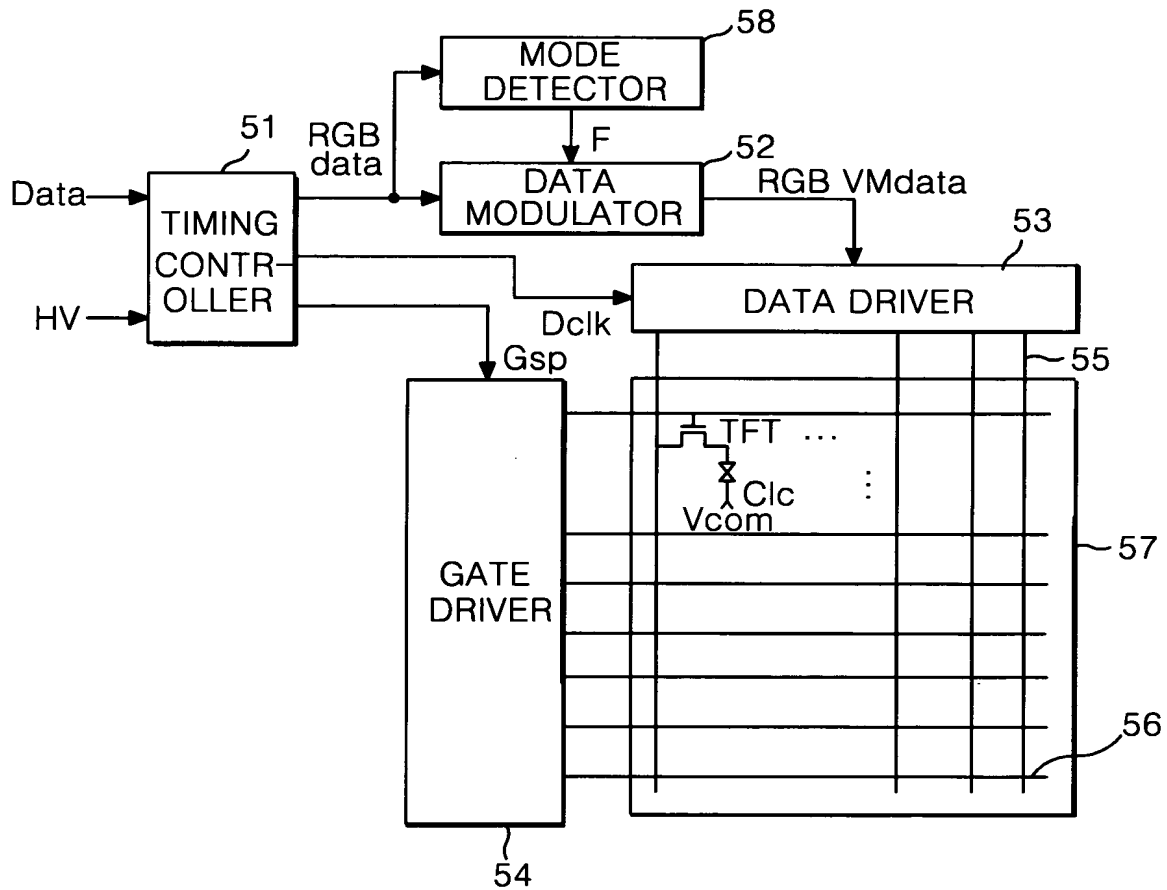 58
MODE
DETECTOR
51
RGB
data
F
52
Data
TIMING
CONTR-
OLLER
DATA
MODULATOR
RGB VMdata
53
HV
Dclk
DATA DRIVER
Gsp
55
TFT ...
⋮
Clc
Vcom
57
GATE
DRIVER
56
54